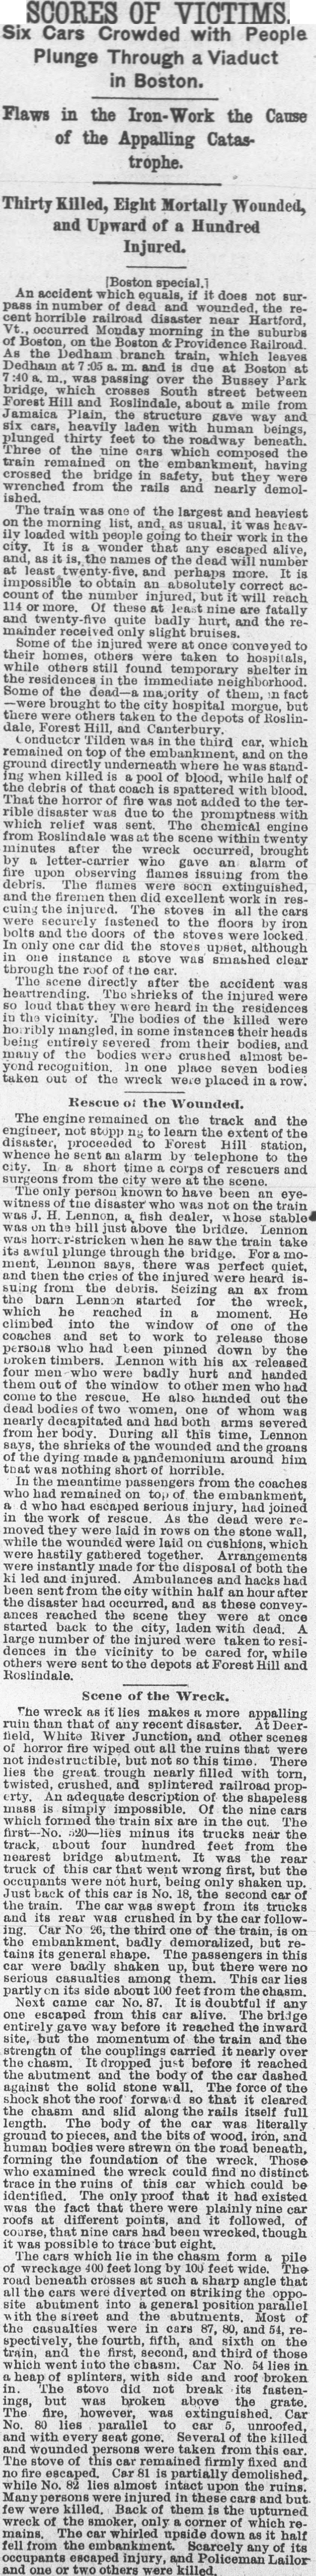 SCORES OF VICTIMS.
Six Cars Crowded with People
Plunge Through a Viaduct
in Boston.
Flaws in the Iron-Work the Cause
of the Appalling Catas-
trophe.
Thirty Killed, Eight Mortally Wounded,
and Upward of a Hundred
Injured.
[Boston special.]
An accident which equals, if it does not sur-
pass in number of dead and wounded, the re-
cent horrible railroad disaster near Hartford,
Vt., occurred Monday morning in the suburbs
of Boston, on the Boston & Providence Railroad.
As the Dedham branch train, which leaves
Dedham at 7:05 a. m. and is due at Boston at
7:40 a. m., was passing over the Bussey Park
bridge, which crosses South street between
Forest Hill and Roslindale, about a mile from
Jamaica Plain, the structure gave way and
six cars, heavily laden with human beings,
plunged thirty feet to the roadway beneath.
Three of the nine cars which composed the
train remained on the embankment, having
crossed the bridge in safety, but they were
wrenched from the rails and nearly demol-
ished.
The train was one of the largest and heaviest
on the morning list, and, as usual, it was heav-
ily loaded with people going to their work in the
city. It is a wonder that any escaped alive,
and, as it is, the names of the dead will number
at least twenty-five, and perhaps more. It is
impossible to obtain an absolutely correct ac-
count of the number injured, but it will reach
114 or more. Of these at least nine are fatally
and twenty-five quite badly hurt, and the re-
mainder received only slight bruises.
Some of the injured were at once conveyed to
their homes, others were taken to hospitals,
while others still found temporary shelter in
the residences in the immediate neighborhood.
Some of the dead—a majority of them, in fact
—were brought to the city hospital morgue, but
there were others taken to the depots of Roslin-
dale, Forest Hill, and Canterbury.
Conductor Tilden was in the third car, which
remained on top of the embankment, and on the
ground directly underneath where he was stand-
ing when killed is a pool of blood, while half of
the debris of that coach is spattered with blood.
That the horror of fire was not added to the ter-
rible disaster was due to the promptness with
which relief was sent. The chemical engine
from Roslindale was at the scene within twenty
minutes after the wreck occurred, brought
by a letter-carrier who gave an alarm of
fire upon observing flames issuing from the
debris. The flames were soon extinguished,
and the firemen then did excellent work in res-
cuing the injured. The stoves in all the cars
were securely fastened to the floors by iron
bolts and the doors of the stoves were locked.
In only one car did the stoves upset, although
in one instance a stove was smashed clear
through the roof of the car.
The scene directly after the accident was
heartrending. The shrieks of the injured were
so loud that they were heard in the residences
in the vicinity. The bodies of the killed were
horribly mangled, in some instances their heads
being entirely severed from their bodies, and
many of the bodies were crushed almost be-
yond recognition. In one place seven bodies
taken out of the wreck were placed in a row.
Rescue of the Wounded.
The engine remained on the track and the
engineer, not stopping to learn the extent of the
disaster, proceeded to Forest Hill station,
whence he sent an alarm by telephone to the
city. In a short time a corps of rescuers and
surgeons from the city were at the scene.
The only person known to have been an eye-
witness of the disaster who was not on the train
was J. H. Lennon, a fish dealer, whose stable
was on the hill just above the bridge. Lennon
was horror-stricken when he saw the train take
its awful plunge through the bridge. For a mo-
ment, Lennon says, there was perfect quiet,
and then the cries of the injured were heard is-
suing from the debris. Seizing an ax from
the barn Lennon started for the wreck,
which he reached in a moment. He
climbed into the window of one of the
coaches and set to work to release those
persons who had been pinned down by the
broken timbers. Lennon with his ax released
four men who were badly hurt and handed
them out of the window to other men who had
come to the rescue. He also handed out the
dead bodies of two women, one of whom was
nearly decapitated and had both arms severed
from her body. During all this time, Lennon
says, the shrieks of the wounded and the groans
of the dying made a pandemonium around him
that was nothing short of horrible.
In the meantime passengers from the coaches
who had remained on top of the embankment,
a d who had escaped serious injury, had joined
in the work of rescue. As the dead were re-
moved they were laid in rows on the stone wall,
while the wounded were laid on cushions, which
were hastily gathered together. Arrangements
were instantly made for the disposal of both the
ki led and injured. Ambulances and hacks had
been sent from the city within half an hour after
the disaster had occurred, and as these convey-
ances reached the scene they were at once
started back to the city, laden with dead. A
large number of the injured were taken to resi-
dences in the vicinity to be cared for, while
others were sent to the depots at Forest Hill and
Roslindale.
Scene of the Wreck.
The wreck as it lies makes a more appalling
ruin than that of any recent disaster. At Deer-
field, White River Junction, and other scenes
of horror fire wiped out all the ruins that were
not indestructible, but not so this time. There
lies the great trough nearly filled with torn,
twisted, crushed, and splintered railroad prop-
erty. An adequate description of the shapeless
mass is simply impossible. Of the nine cars
which formed the train six are in the cut. The
first—No. 520—lies minus its trucks near the
track, about four hundred feet from the
nearest bridge abutment. It was the rear
truck of this car that went wrong first, but the
occupants were not hurt, being only shaken up.
Just back of this car is No. 18, the second car of
the train. The car was swept from its trucks
and its rear was crushed in by the car follow-
ing. Car No 26, the third one of the train, is on
the embankment, badly demoralized, but re-
tains its general shape. The passengers in this
car were badly shaken up, but there were no
serious casualties among them. This car lies
partly on its side about 100 feet from the chasm.
Next came car No. 87. It is doubtful if any
one escaped from this car alive. The bridge
entirely gave way before it reached the inward
site, but the momentum of the train and the
strength of the couplings carried it nearly over
the chasm. It dropped just before it reached
the abutment and the body of the car dashed
against the solid stone wall. The force of the
shock shot the roof forward so that it cleared
the chasm and slid along the rails itself full
length. The body of the car was literally
ground to pieces, and the bits of wood, iron, and
human bodies were strewn on the road beneath,
forming the foundation of the wreck. Those
who examined the wreck could find no distinct
trace in the ruins of this car which could be
identified. The only proof that it had existed
was the fact that there were plainly nine car
roofs at different points, and it followed, of
course, that nine cars had been wrecked, though
it was possible to trace but eight.
The cars which lie in the chasm form a pile
of wreckage 400 feet long by 100 feet wide. The
road beneath crosses at such a sharp angle that
all the cars were diverted on striking the oppo-
site abutment into a general position parallel
with the street and the abutments. Most of
the casualties were in cars 87, 80, and 54, re-
spectively, the fourth, fifth, and sixth on the
train, and the first, second, and third of those
which went into the chasm. Car No. 54 lies in
a heap of splinters, with side and roof broken
in. The stove did not break its fasten-
ings, but was broken above the grate.
The fire, however, was extinguished. Car
No. 80 lies parallel to car 5, unroofed,
and with every seat gone. Several of the killed
and wounded persons were taken from this car.
The stove of this car remained firmly fixed and
no fire escaped. Car 81 is partially demolished,
while No. 82 lies almost intact upon the ruins.
Many persons were injured in these cars and but
few were killed. Back of them is the upturned
wreck of the smoker, only a corner of which re-
mains. The car whirled upside down as it half
fell from the embankment. Scarcely any of its
occupants escaped injury, and Policeman Lailor
and one or two others were killed.